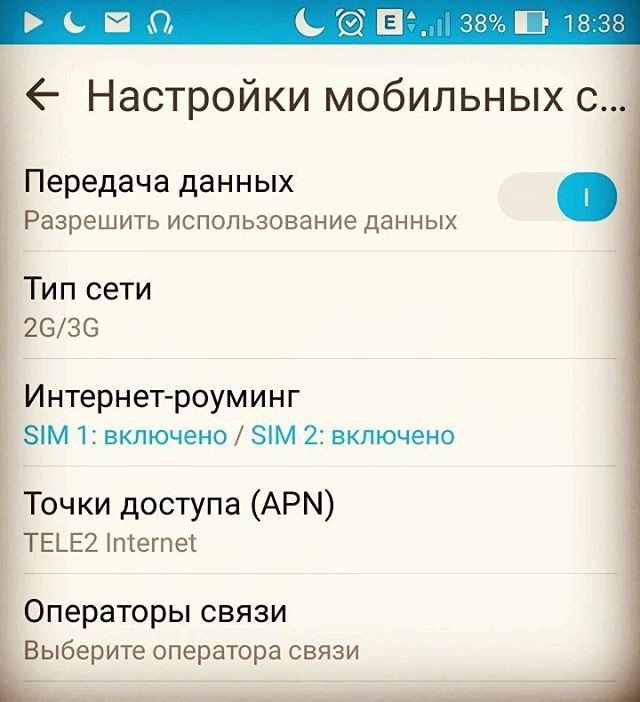 E 38% 18:38
Настройки мобильных с...
Передача данных
Разрешить использование данных
Тип сети
2G/3G
Интернет-роуминг
SIM 1: включено / SIM 2: включено
Точки доступа (APN)
TELE2 Internet
Операторы связи
Выберите оператора связи